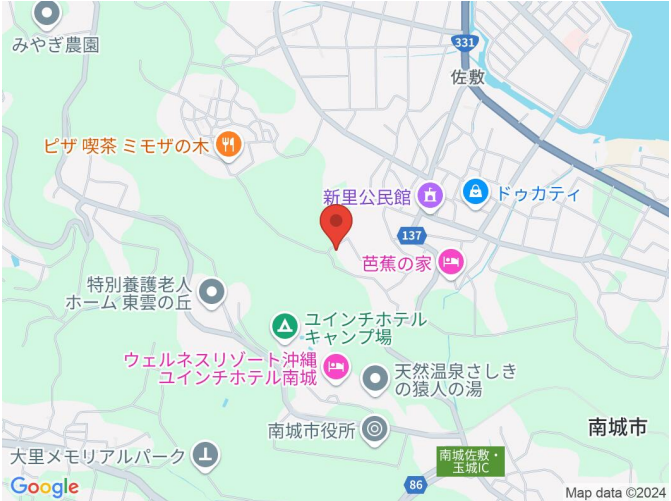 みやぎ農園
331
佐敷
ピザ 喫茶 ミモザの木
新里公民館
ドゥカティ
137
芭蕉の家
特別養護老人
ホーム 東雲の丘
ユインチホテル
キャンプ場
ウェルネスリゾート沖縄
ユインチホテル南城
天然温泉さしき
の猿人の湯
南城市役所
南城市
大里メモリアルパーク
南城佐敷・
玉城IC
86
Google
Map data ©2024